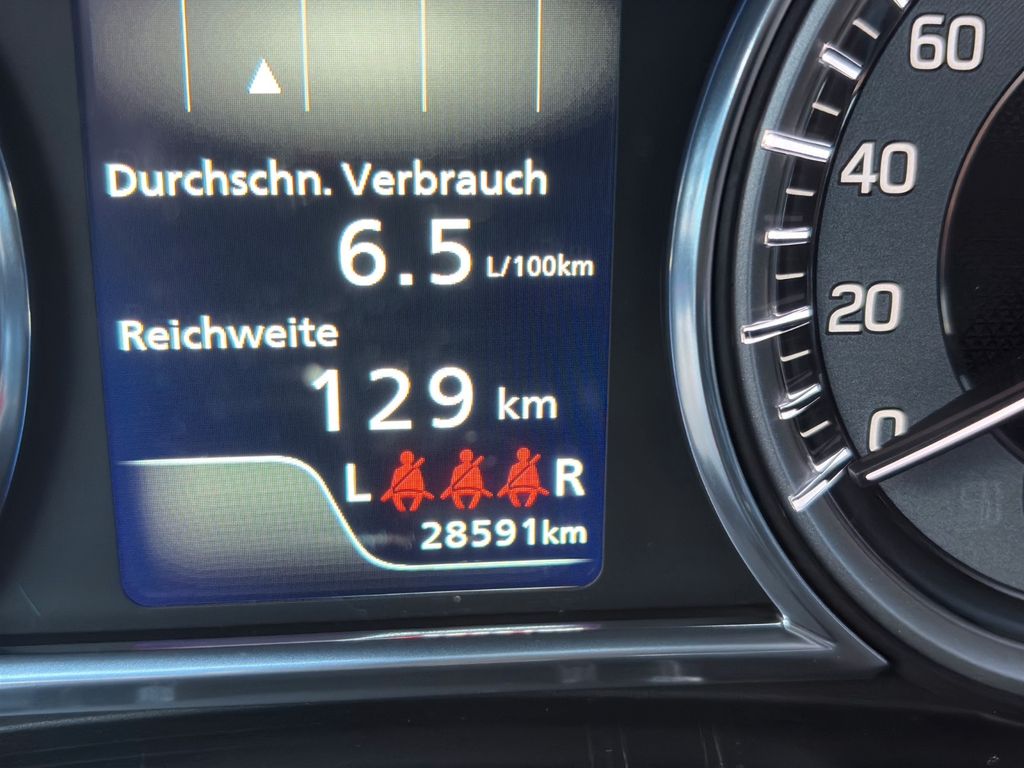 Durchschn. Verbrauch
6.5 L/100km
Reichweite
129 km
L R
28591km
60
40
20
0